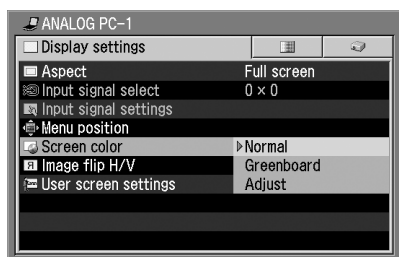 ANALOG PC-1
Display settings
Aspect Full screen
Input signal select 0 × 0
Input signal settings
Menu position
Screen color Normal
Image flip H/V Greenboard
User screen settings Adjust